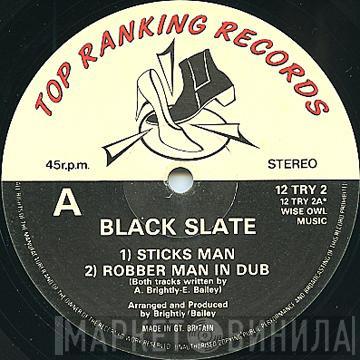 TOP RANKING RECORDS
45r.p.m.
STEREO
A
12 TRY 2
12 TRY 2A*
WISE OWL
MUSIC
BLACK SLATE
1) STICKS MAN
2) ROBBER MAN IN DUB
(Both tracks written by
A. Brightly-E. Bailey)
Arranged and Produced
by Brightly/Bailey
MADE IN GT. BRITAIN